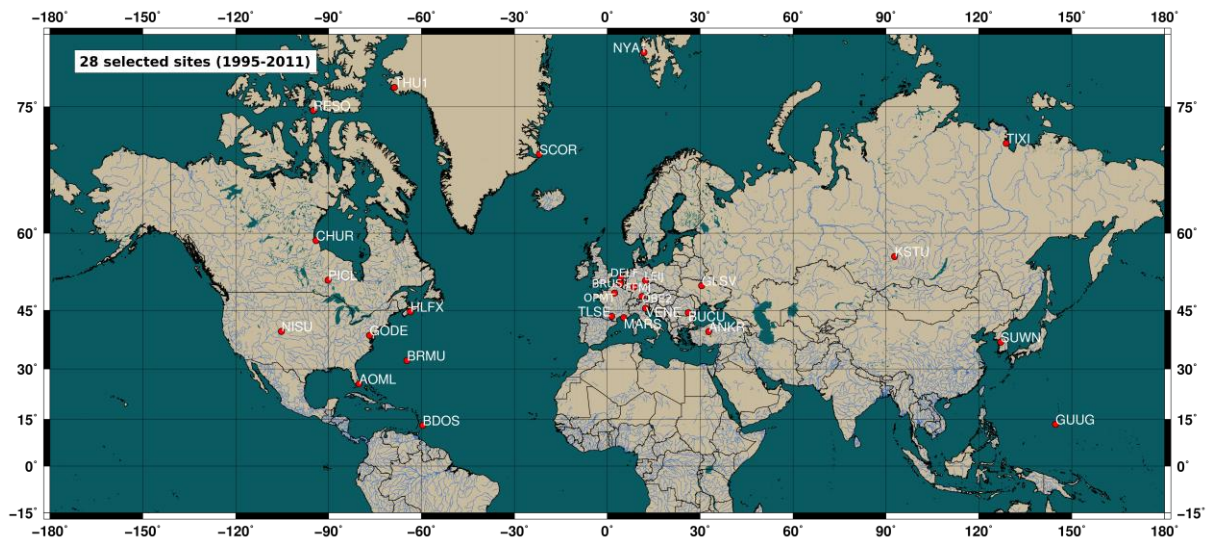 −180° −150° −120° −90° −60° −30° 0° 30° 60° 90° 120° 150° 180°
28 selected sites (1995-2011)
NYA1
THU1
75° 75°
RESO
TIXI
SCOR
60° 60°
CHUR
KSTU
PICL
DELF
LEIJ
GLSV
BRUS
OPMT
OBE2
45° 45°
HLFX
TLSE
VENE
BUCU
MARS
ANKR
NISU
GODE
SUWN
30° 30°
BRMU
AOML
15° 15°
BDOS
GUUG
0° 0°
−15° −15°
−180° −150° −120° −90° −60° −30° 0° 30° 60° 90° 120° 150° 180°